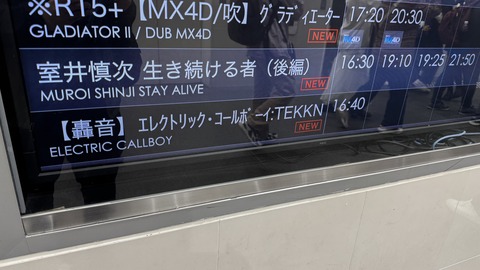 ※RT5+【MX4D/吹】グラディエーター 17:20 20:30
GLADIATOR II / DUB MX4D NEW
室井慎次 生き続ける者（後編） 16:30 19:10 19:25 21:50
MUROI SHINJI STAY ALIVE NEW
【轟音】エレクトリック・コールボーイ:TEKKN 16:40
ELECTRIC CALLBOY NEW